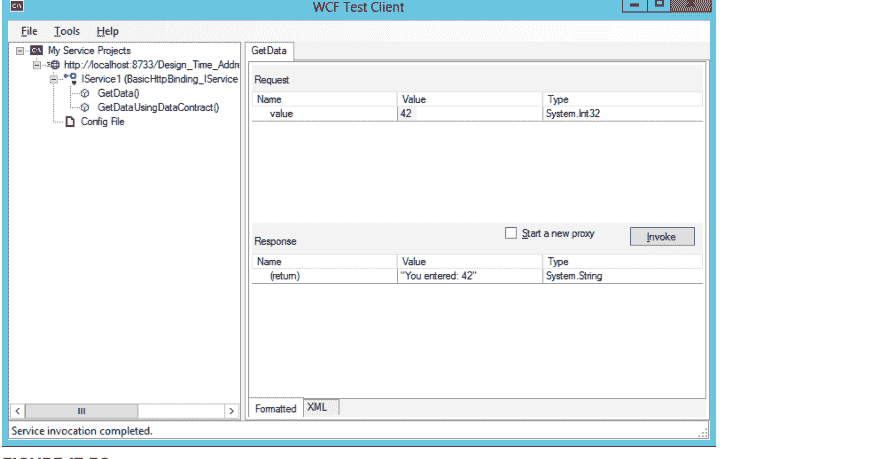 WCF Test Client
File Tools Help
My Service Projects
http://localhost:8733/Design_Time_Addre
IService1 (BasicHttpBinding_IService
GetData()
GetDataUsingDataContract()
Config File
GetData
Request
Name Value Type
value 42 System.Int32
Start a new proxy Invoke
Response
Name Value Type
(return) "You entered: 42" System.String
Formatted XML
Service invocation completed.